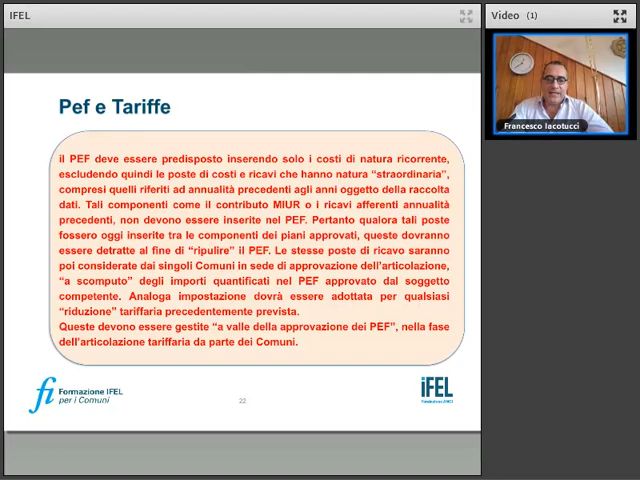 IFEL
Video (1)
Francesco Iacotucci
Pef e Tariffe
il PEF deve essere predisposto inserendo solo i costi di natura ricorrente,
escludendo quindi le poste di costi e ricavi che hanno natura “straordinaria”,
compresi quelli riferiti ad annualità precedenti agli anni oggetto della raccolta
dati. Tali componenti come il contributo MIUR o i ricavi afferenti annualità
precedenti, non devono essere inserite nel PEF. Pertanto qualora tali poste
fossero oggi inserite tra le componenti dei piani approvati, queste dovranno
essere detratte al fine di “ripulire” il PEF. Le stesse poste di ricavo saranno
poi considerate dai singoli Comuni in sede di approvazione dell’articolazione,
“a scomputo” degli importi quantificati nel PEF approvato dal soggetto
competente. Analoga impostazione dovrà essere adottata per qualsiasi
“riduzione” tariffaria precedentemente prevista.
Queste devono essere gestite “a valle della approvazione dei PEF”, nella fase
dell’articolazione tariffaria da parte dei Comuni.
fi Formazione IFEL
per i Comuni
22
iFEL
Fondazione ANCI